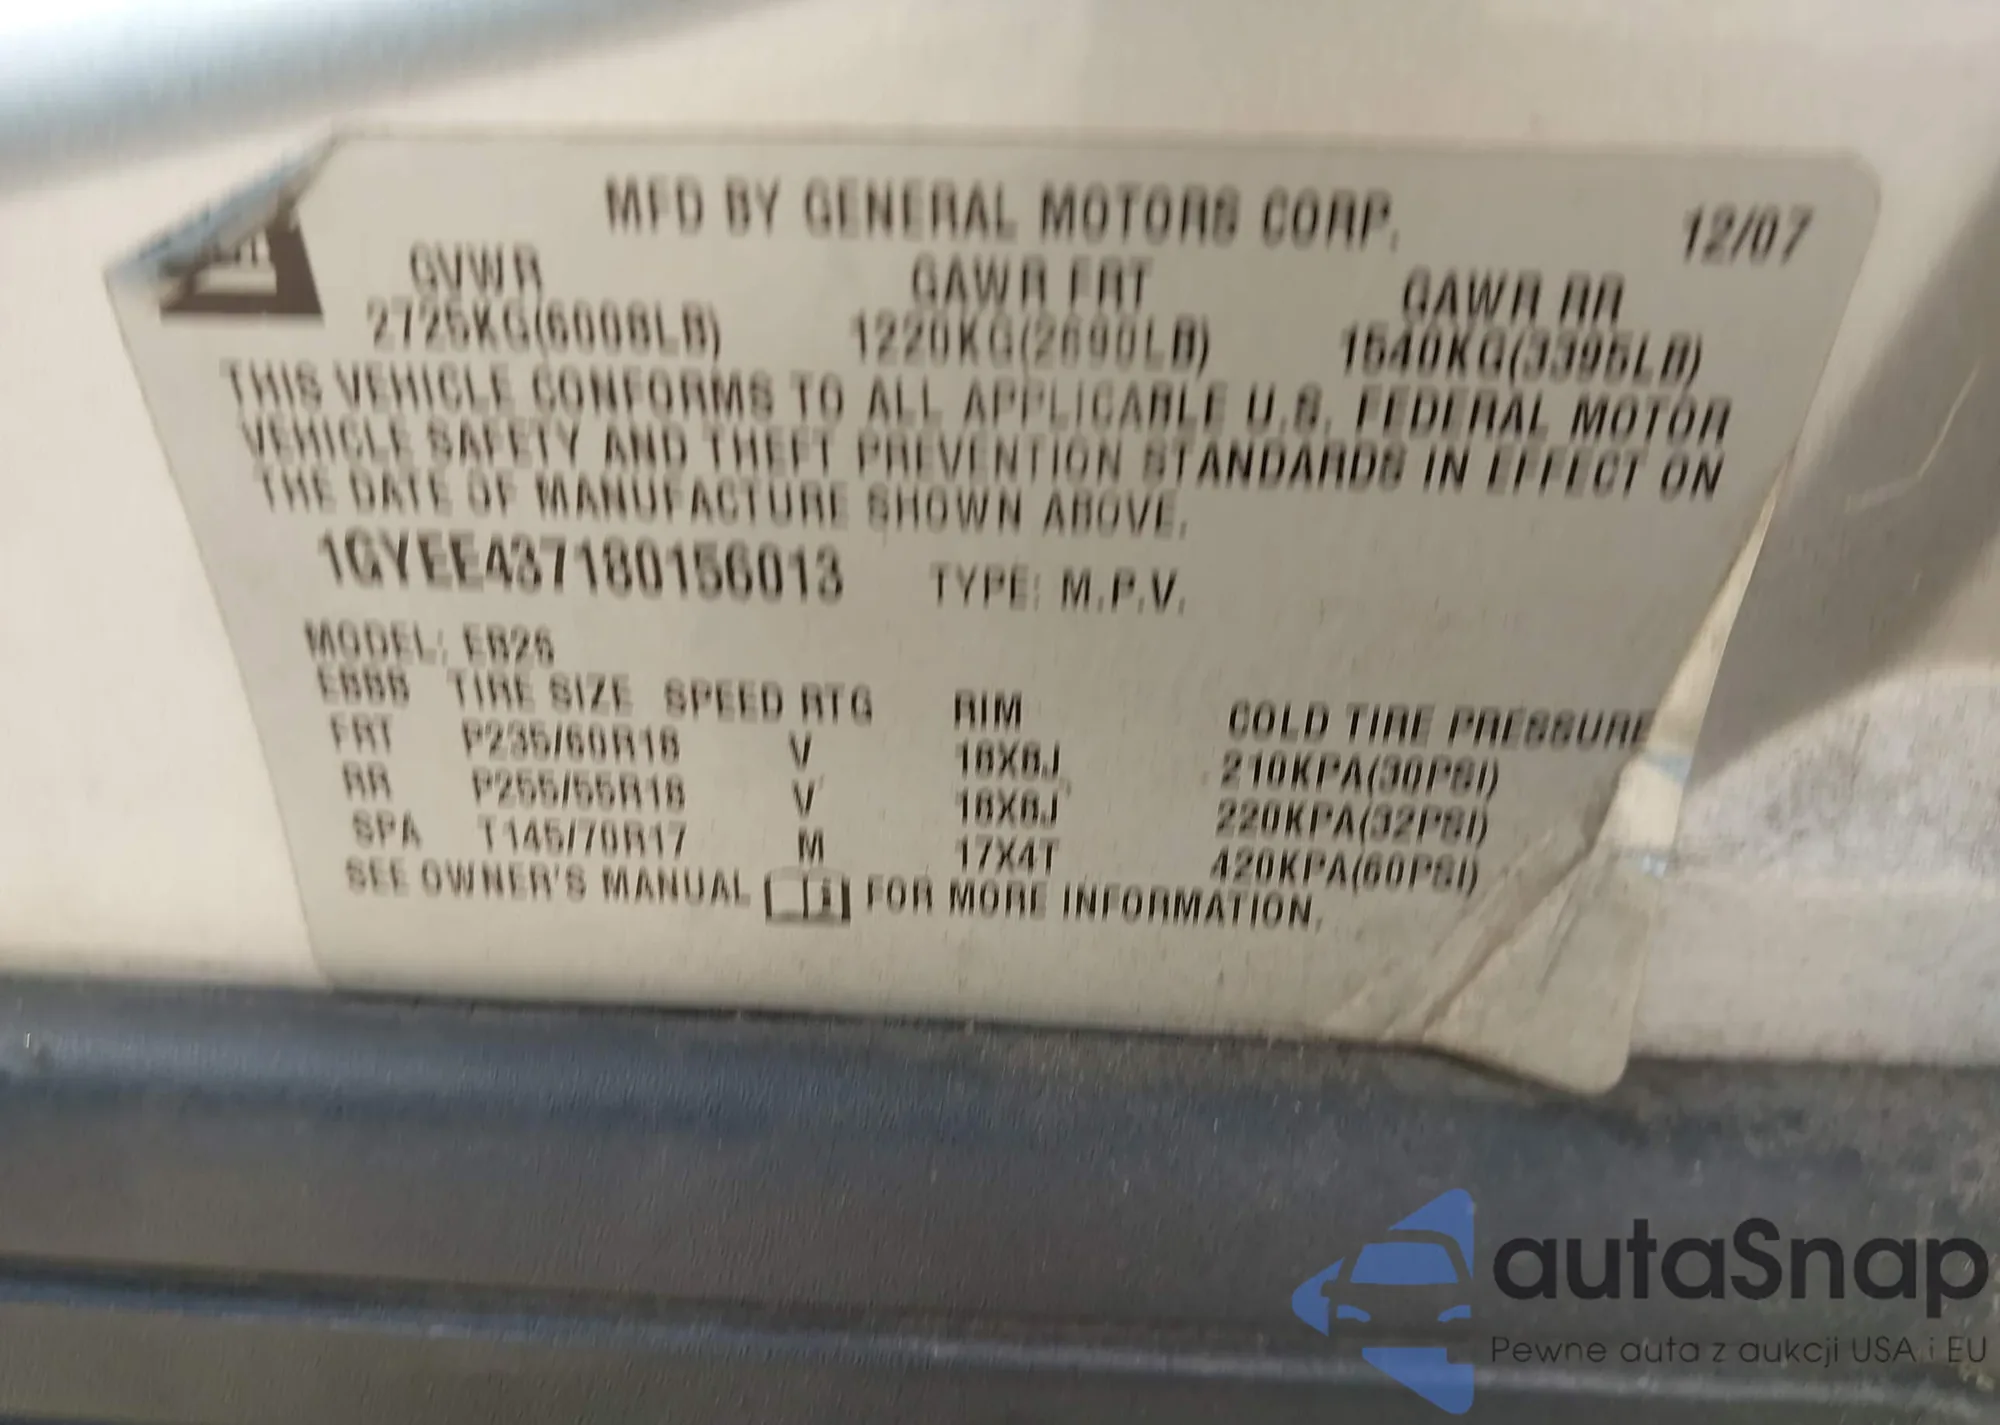 MFD BY GENERAL MOTORS CORP. 12/07
GVWR GAWR FRT GAWR RR
2725KG(6008LB) 1220KG(2690LB) 1540KG(3395LB)
THIS VEHICLE CONFORMS TO ALL APPLICABLE U.S. FEDERAL MOTOR
VEHICLE SAFETY AND THEFT PREVENTION STANDARDS IN EFFECT ON
THE DATE OF MANUFACTURE SHOWN ABOVE.
1GYEE437180156013 TYPE: M.P.V.
MODEL: E826
TIRE SIZE SPEED RTG RIM COLD TIRE PRESSURE
FRT P235/60R18 V 18X8J 210KPA(30PSI)
RR P255/55R18 V 18X8J 220KPA(32PSI)
SPA T145/70R17 M 17X4T 420KPA(60PSI)
SEE OWNER'S MANUAL FOR MORE INFORMATION.
autaSnap
Pewne auta z aukcji USA i EU